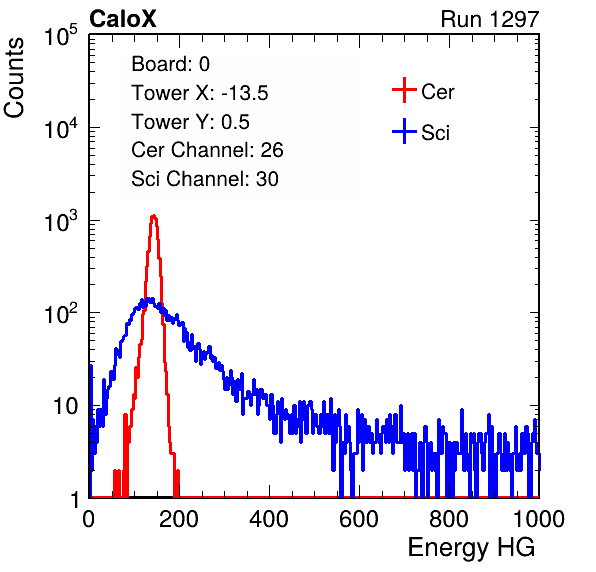 CaloX Run 1297
Counts
10^5
10^4
10^3
10^2
10
1
Board: 0
Tower X: -13.5
Tower Y: 0.5
Cer Channel: 26
Sci Channel: 30
Cer
Sci
0 200 400 600 800 1000
Energy HG